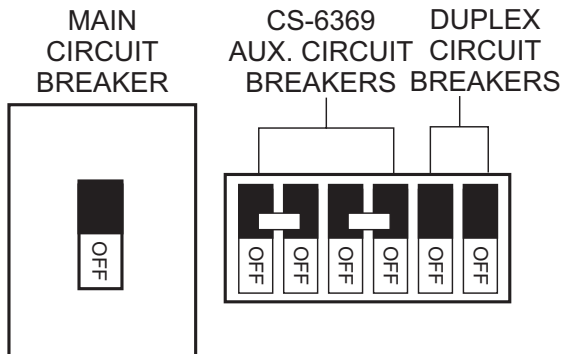 MAIN
CIRCUIT
BREAKER
CS-6369
AUX. CIRCUIT
BREAKERS
DUPLEX
CIRCUIT
BREAKERS
OFF
OFF
OFF
OFF
OFF
OFF
OFF